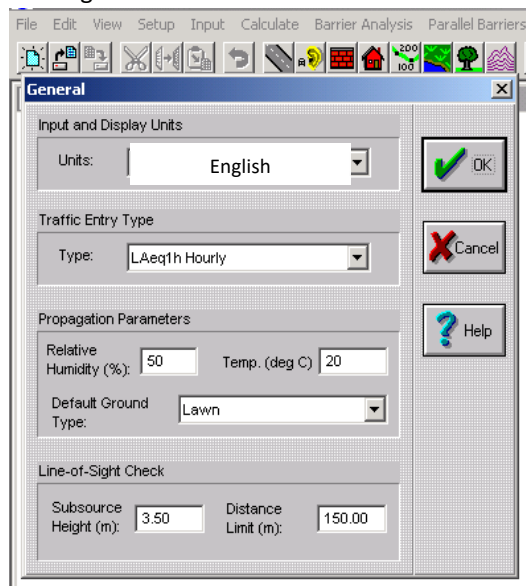 File Edit View Setup Input Calculate Barrier Analysis Parallel Barriers
200
100
General
Input and Display Units
Units: English
OK
Traffic Entry Type
Type: LAeq1h Hourly
Cancel
Propagation Parameters
Relative Humidity (%): 50 Temp. (deg C) 20
Help
Default Ground Type: Lawn
Line-of-Sight Check
Subsource Height (m): 3.50 Distance Limit (m): 150.00